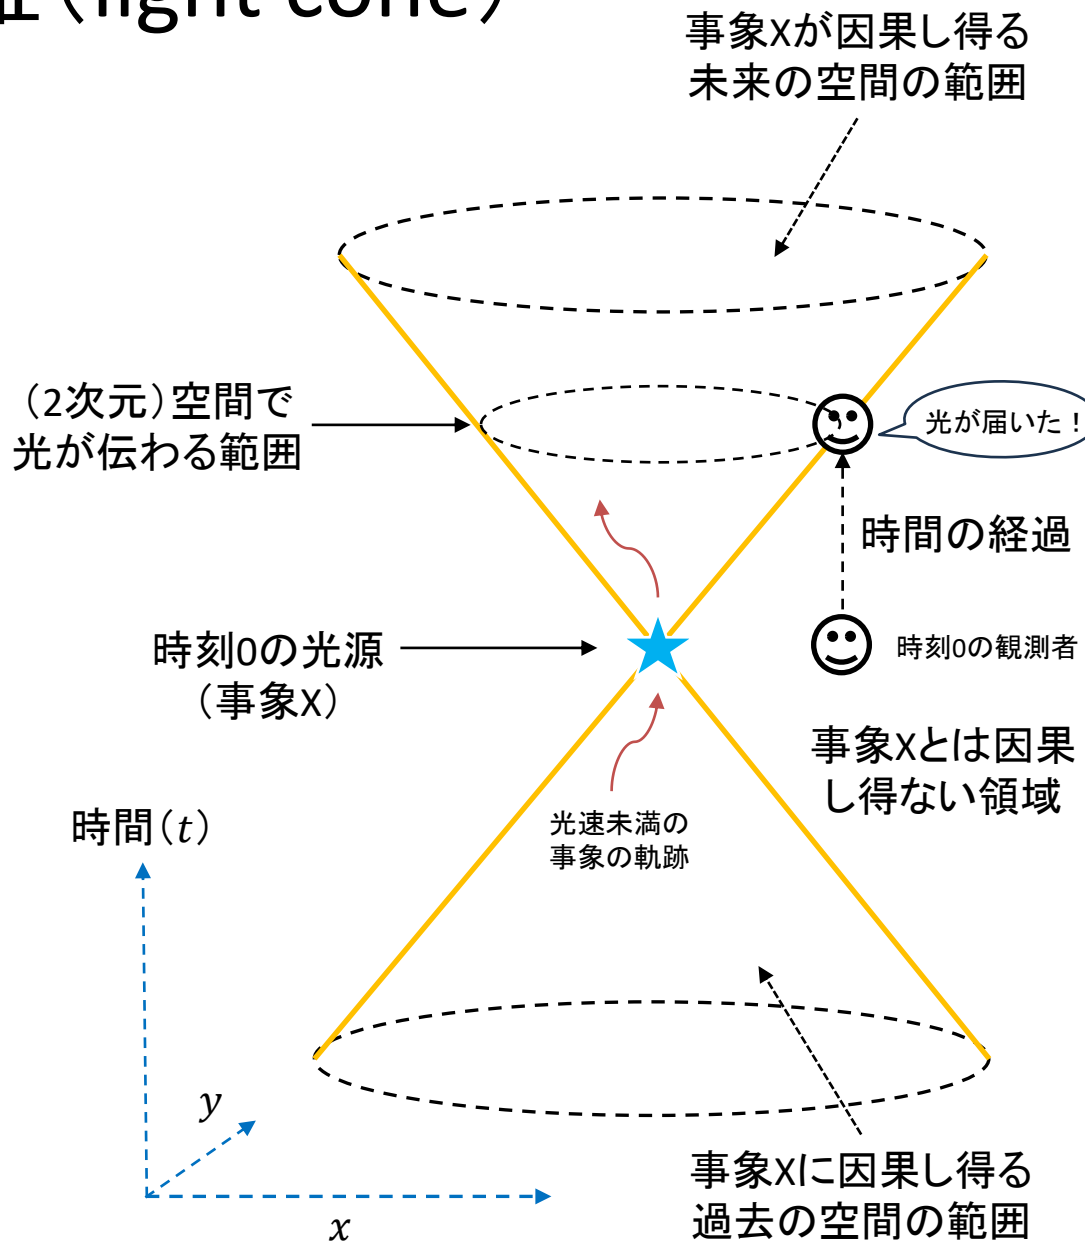 (light cone)
事象Xが因果し得る
未来の空間の範囲
(2次元)空間で
光が伝わる範囲
光が届いた!
時間の経過
時刻0の光源
(事象X)
時刻0の観測者
事象Xとは因果
し得ない領域
光速未満の
事象の軌跡
時間(t)
y
x
事象Xに因果し得る
過去の空間の範囲